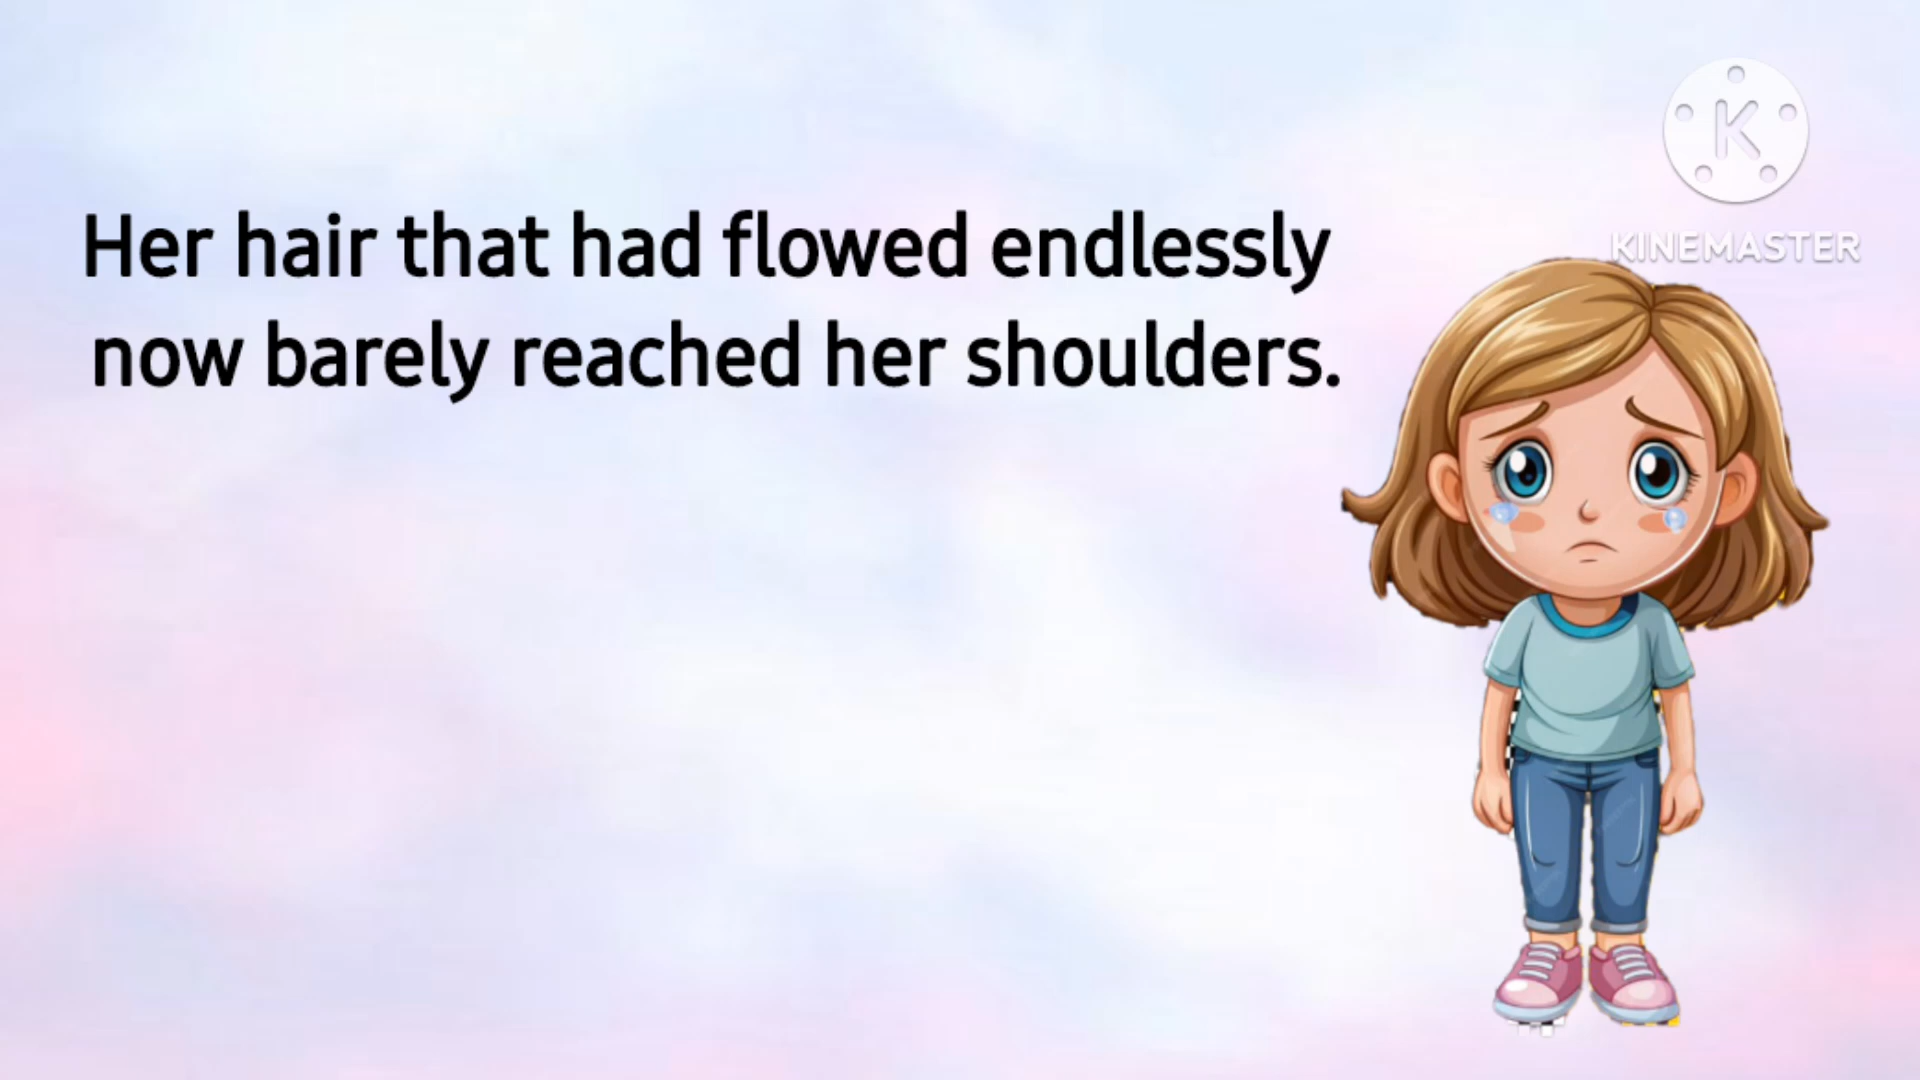 K
KINEMASTER
Her hair that had flowed endlessly
now barely reached her shoulders.